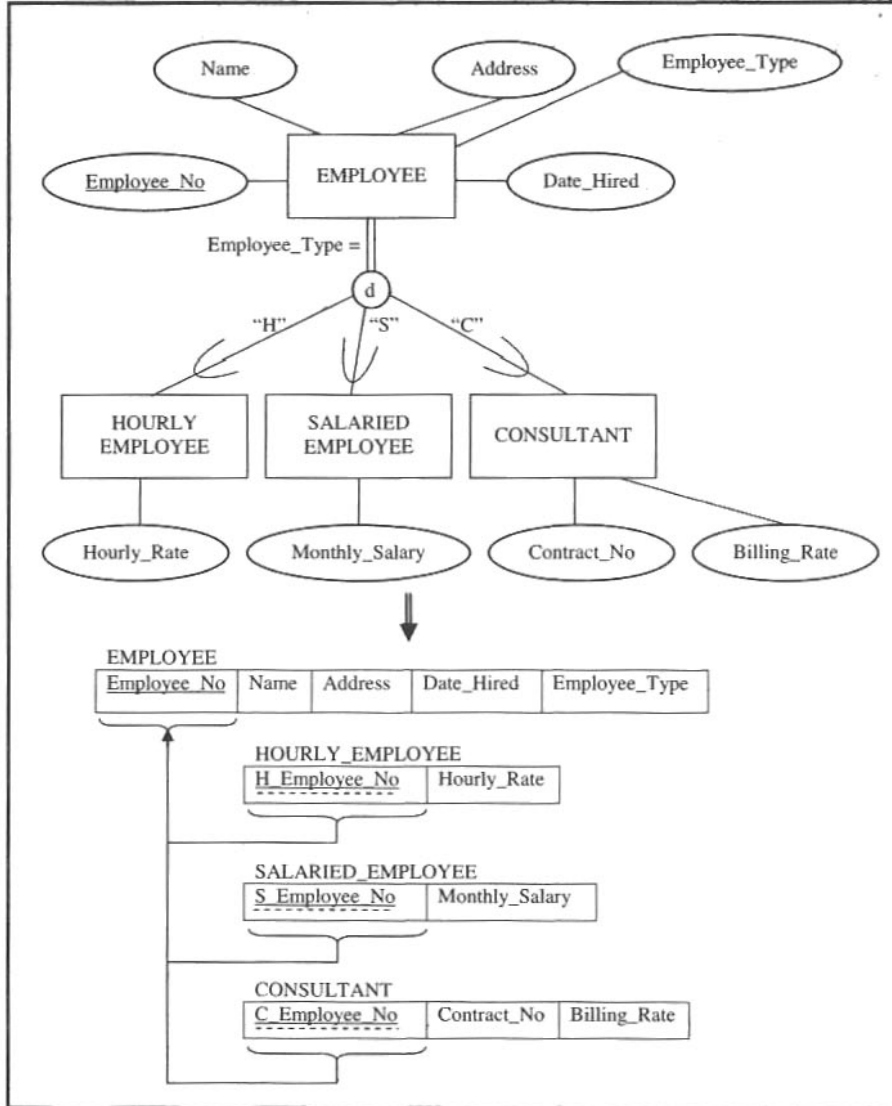 Name
Address
Employee_Type
Employee_No
EMPLOYEE
Date_Hired
Employee_Type =
d
“H”
“S”
“C”
HOURLY
EMPLOYEE
SALARIED
EMPLOYEE
CONSULTANT
Hourly_Rate
Monthly_Salary
Contract_No
Billing_Rate
EMPLOYEE
Employee_No Name Address Date_Hired Employee_Type
HOURLY_EMPLOYEE
H_Employee_No Hourly_Rate
SALARIED_EMPLOYEE
S_Employee_No Monthly_Salary
CONSULTANT
C_Employee_No Contract_No Billing_Rate